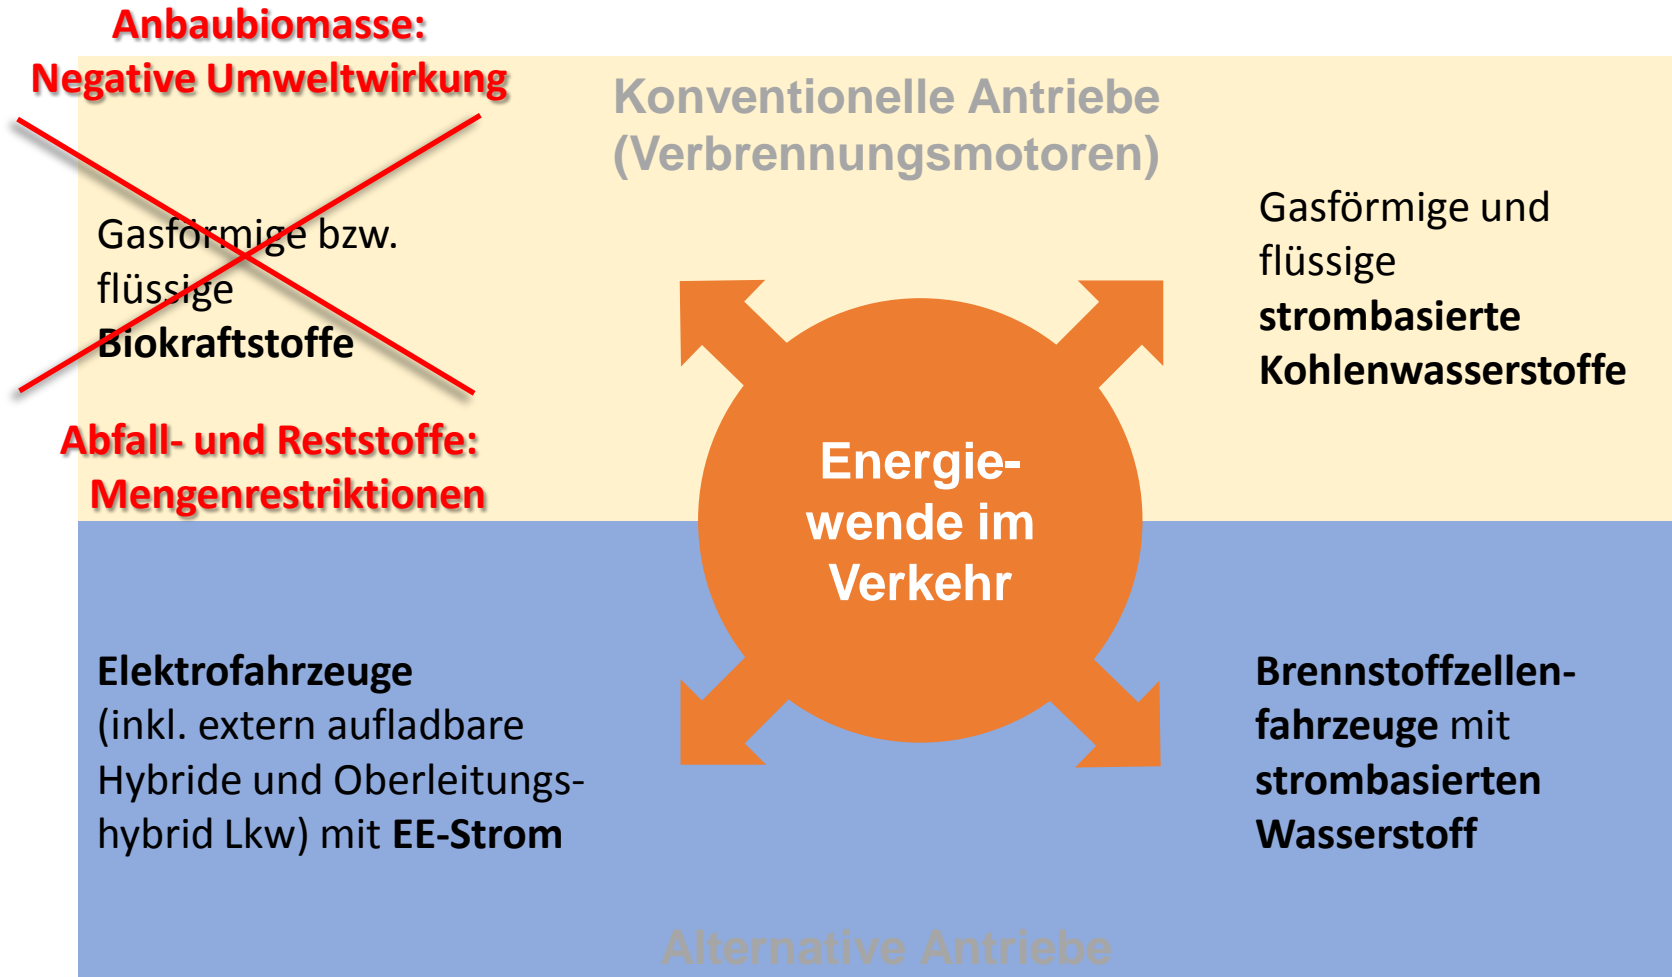 Anbaubiomasse:
Negative Umweltwirkung
Konventionelle Antriebe
(Verbrennungsmotoren)
Gasförmige bzw.
flüssige
Biokraftstoffe
Abfall- und Reststoffe:
Mengenrestriktionen
Gasförmige und
flüssige
strombasierte
Kohlenwasserstoffe
Energie-
wende im
Verkehr
Elektrofahrzeuge
(inkl. extern aufladbare
Hybride und Oberleitungs-
hybrid Lkw) mit EE-Strom
Brennstoffzellen-
fahrzeuge mit
strombasierten
Wasserstoff
Alternative Antriebe